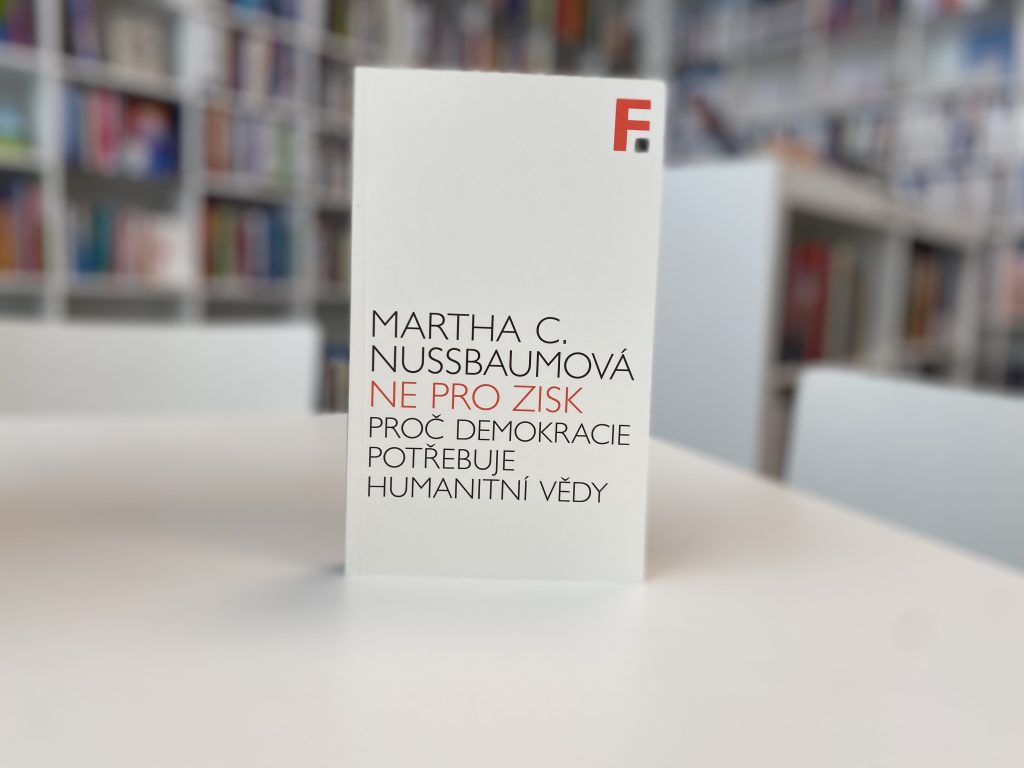 F.
MARTHA C.
NUSSBAUMOVÁ
NE PRO ZISK
PROČ DEMOKRACIE
POTŘEBUJE
HUMANITNÍ VĚDY